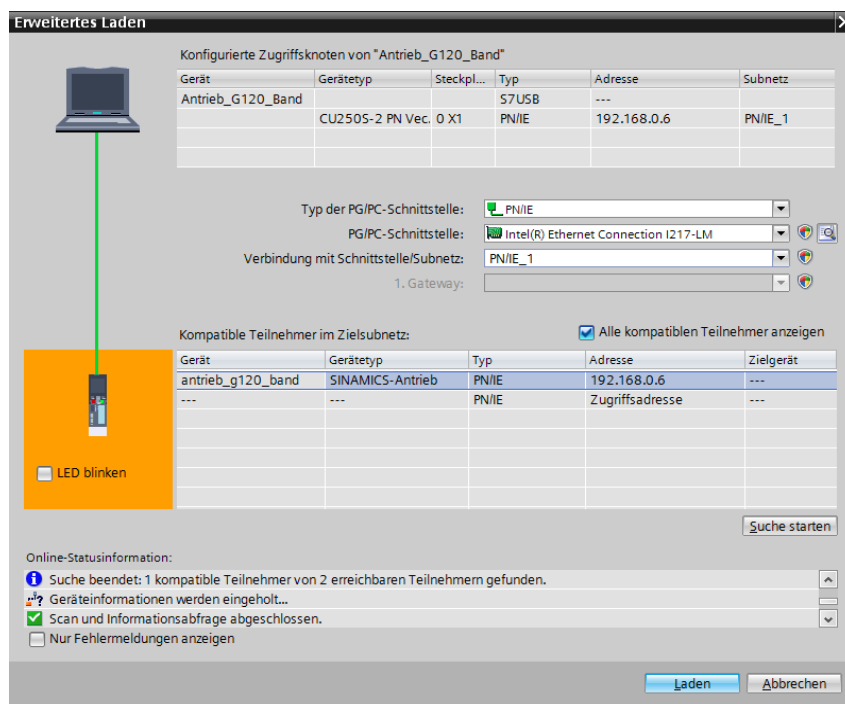 Erweitertes Laden
Konfigurierte Zugriffsknoten von "Antrieb_G120_Band"
Gerät Gerätetyp Steckpl... Typ Adresse Subnetz
Antrieb_G120_Band S7USB ---
CU250S-2 PN Vec. 0 X1 PN/IE 192.168.0.6 PN/IE_1
Typ der PG/PC-Schnittstelle: PN/IE
PG/PC-Schnittstelle: Intel(R) Ethernet Connection I217-LM
Verbindung mit Schnittstelle/Subnetz: PN/IE_1
1. Gateway:
Kompatible Teilnehmer im Zielsubnetz: Alle kompatiblen Teilnehmer anzeigen
Gerät Gerätetyp Typ Adresse Zielgerät
antrieb_g120_band SINAMICS-Antrieb PN/IE 192.168.0.6 ---
--- --- PN/IE Zugriffsadresse ---
LED blinken
Suche starten
Online-Statusinformation:
Suche beendet: 1 kompatible Teilnehmer von 2 erreichbaren Teilnehmern gefunden.
Geräteinformationen werden eingeholt...
Scan und Informationsabfrage abgeschlossen.
Nur Fehlermeldungen anzeigen
Laden Abbrechen